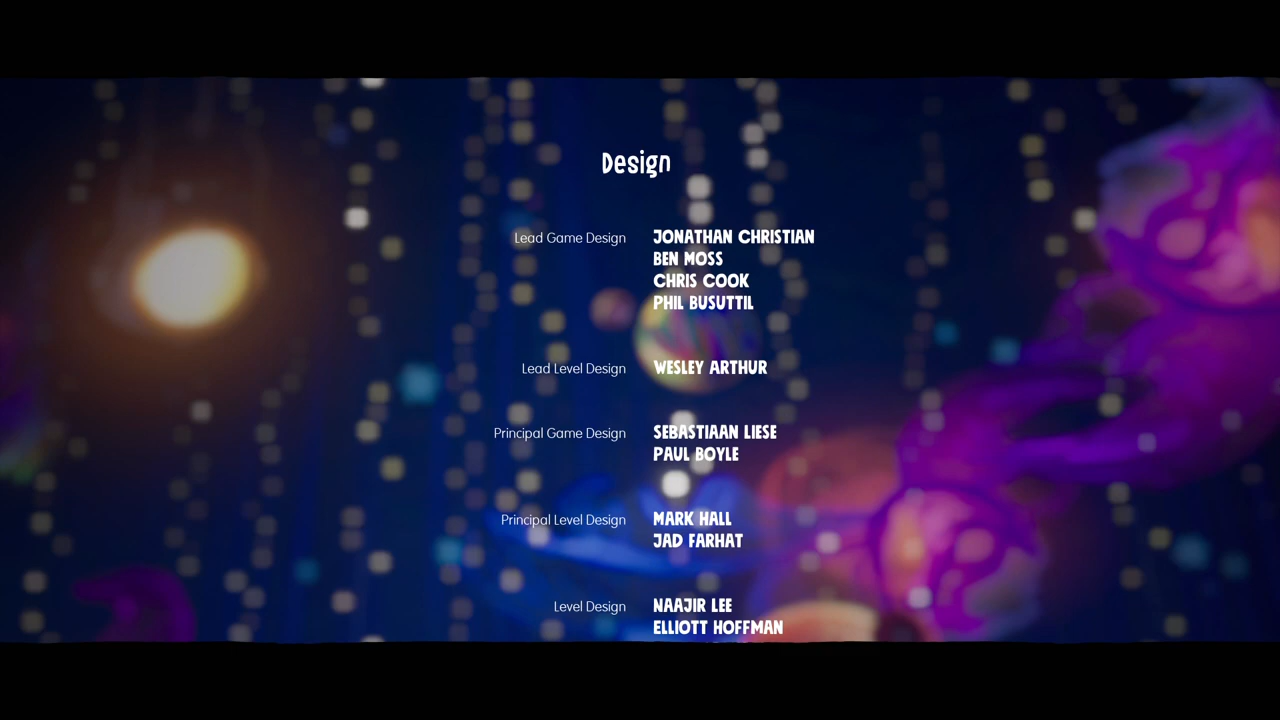 Design
Lead Game Design JONATHAN CHRISTIAN
BEN MOSS
CHRIS COOK
PHIL BUSUTTIL
Lead Level Design WESLEY ARTHUR
Principal Game Design SEBASTIAAN LIESE
PAUL BOYLE
Principal Level Design MARK HALL
JAD FARHAT
Level Design NAAJIR LEE
ELLIOTT HOFFMAN